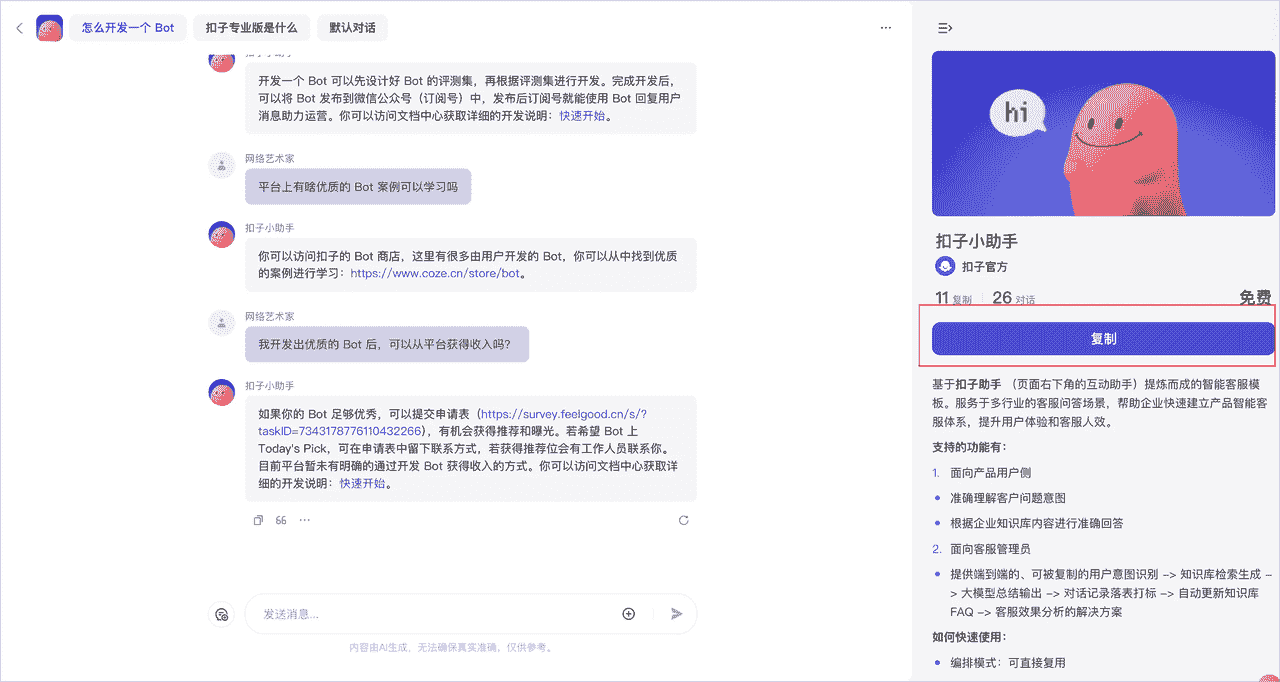 怎么开发一个 Bot
扣子专业版是什么
默认对话
开发一个 Bot 可以先设计好 Bot 的评测集，再根据评测集进行开发。完成开发后，
可以将 Bot 发布到微信公众号（订阅号）中，发布后订阅号就能使用 Bot 回复用户
消息助力运营。你可以访问文档中心获取详细的开发说明：快速开始。
网络艺术家
平台上有啥优质的 Bot 案例可以学习吗
扣子小助手
你可以访问扣子的 Bot 商店，这里有很多由用户开发的 Bot，你可以从中找到优质
的案例进行学习：https://www.coze.cn/store/bot。
网络艺术家
我开发出优质的 Bot 后，可以从平台获得收入吗?
扣子小助手
如果你的 Bot 足够优秀，可以提交申请表（https://survey.feelgood.cn/s/?
taskID=7343178776110432266），有机会获得推荐和曝光。若希望 Bot 上
Today's Pick，可在申请表中留下联系方式，若获得推荐位会有工作人员联系你。
目前平台暂未有明确的通过开发 Bot 获得收入的方式。你可以访问文档中心获取详
细的开发说明：快速开始。
发送消息...
内容由AI生成，无法确保真实准确，仅供参考。
hi
扣子小助手
扣子官方
11 复制 26 对话
免费
复制
基于扣子助手 （页面右下角的互动助手）提炼而成的智能客服模
板。服务于多行业的客服问答场景，帮助企业快速建立产品智能客
服体系，提升用户体验和客服人效。
支持的功能有：
1. 面向产品用户侧
• 准确理解客户问题意图
• 根据企业知识库内容进行准确回答
2. 面向客服管理员
• 提供端到端的、可被复制的用户意图识别 -> 知识库检索生成 -
> 大模型总结输出 -> 对话记录落表打标 -> 自动更新知识库
FAQ -> 客服效果分析的解决方案
如何快速使用：
• 编排模式：可直接复用